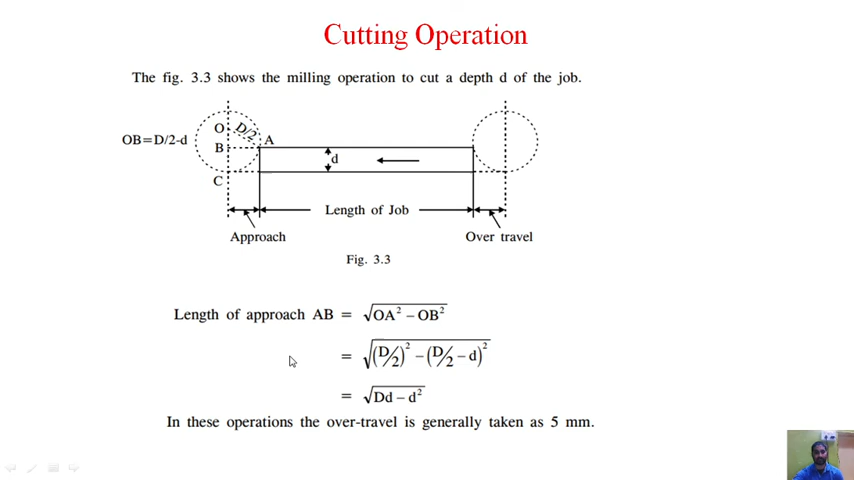 Cutting Operation
The fig. 3.3 shows the milling operation to cut a depth d of the job.
O D/2 A
OB=D/2-d
B
d
C
Length of Job
Approach
Over travel
Fig. 3.3
Length of approach AB = √OA² – OB²
= √(D/2)² – (D/2 – d)²
= √Dd – d²
In these operations the over-travel is generally taken as 5 mm.